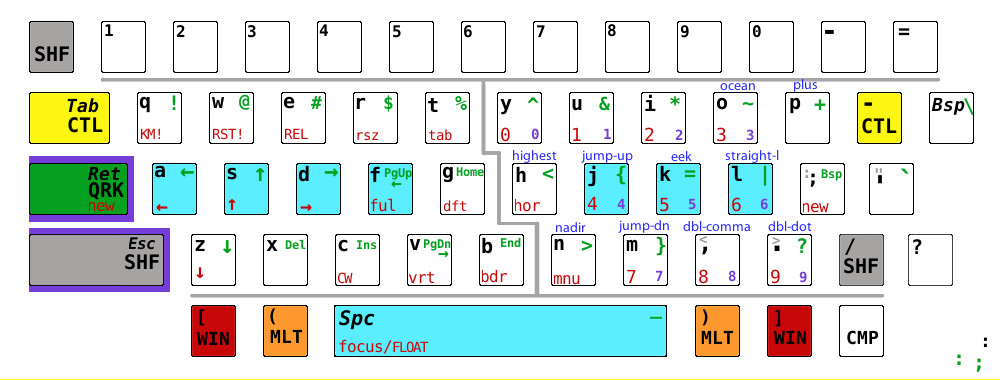 SHF 1 2 3 4 5 6 7 8 9 0 - =
ocean plus
Tab q ! w @ e # r $ t % y ^ u & i * o ~ p + - Bsp\
CTL KM! RST! REL rsz tab 0 0 1 1 2 2 3 3 CTL
highest jump-up eek straight-l
Ret a ← s ↑ d → f PgUp ← g Home h < j { k = l | : ; Bsp " ' `
QRK
new ← ↑ → ful dft hor 4 4 5 5 6 6 new
nadir jump-dn dbl-comma dbl-dot
Esc z ↓ x Del c Ins v PgDn → b End n > m } < , > . ? / ?
SHF ↓ CW vrt bdr mnu 7 7 8 8 9 9 SHF
[ ( Spc — ) ]
WIN MLT focus/FLOAT MLT WIN CMP
:
: ;